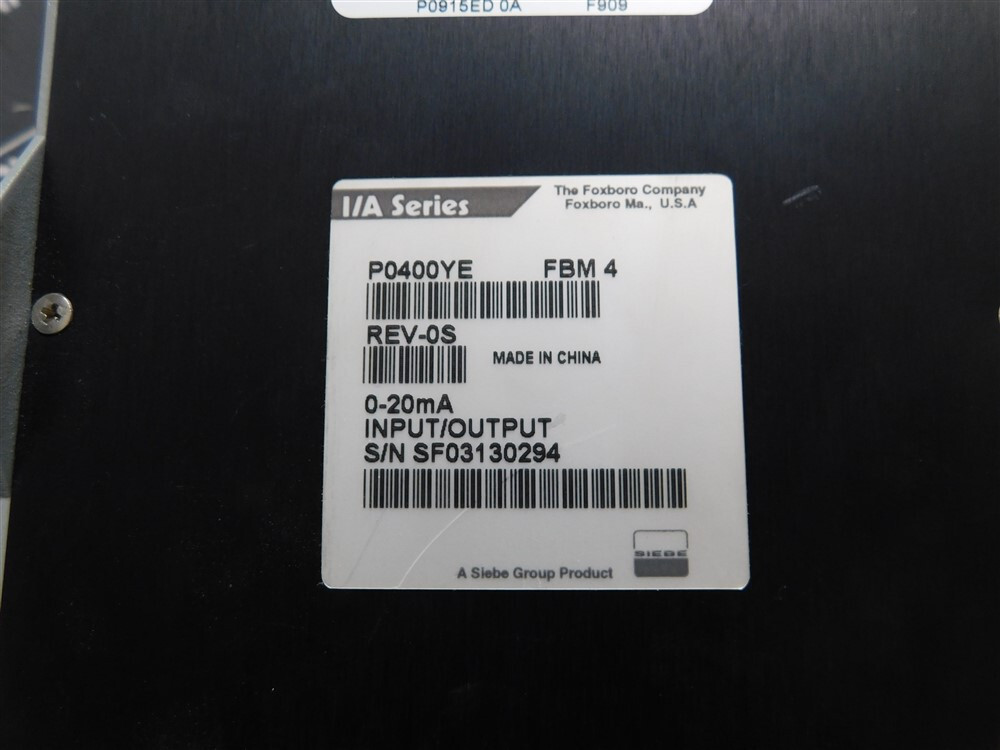 P0915ED 0A F909
I/A Series
The Foxboro Company
Foxboro Ma., U.S.A
P0400YE FBM 4
REV-0S
MADE IN CHINA
0-20mA
INPUT/OUTPUT
S/N SF03130294
SIEBE
A Siebe Group Product